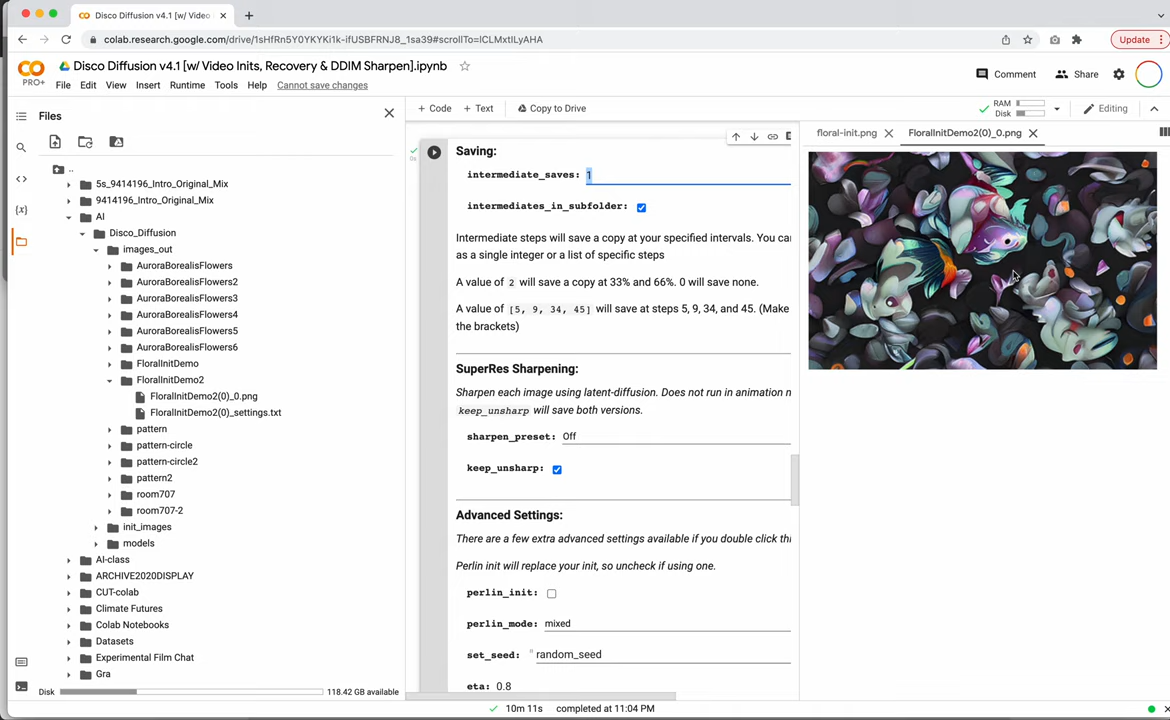 Disco Diffusion v4.1 [w/ Video
colab.research.google.com/drive/1sHfRn5Y0YKYKi1k-ifUSBFRNJ8_1sa39#scrollTo=ICLMxtILyAHA
Update
PRO+
Disco Diffusion v4.1 [w/ Video Inits, Recovery & DDIM Sharpen].ipynb
File Edit View Insert Runtime Tools Help Cannot save changes
Comment Share
Files
+ Code + Text Copy to Drive
RAM
Disk
Editing
floral-init.png
FlorallnitDemo2(0)_0.png
..
5s_9414196_Intro_Original_Mix
9414196_Intro_Original_Mix
AI
Disco_Diffusion
images_out
AuroraBorealisFlowers
AuroraBorealisFlowers2
AuroraBorealisFlowers3
AuroraBorealisFlowers4
AuroraBorealisFlowers5
AuroraBorealisFlowers6
FloralInitDemo
FloralInitDemo2
FloralInitDemo2(0)_0.png
FloralInitDemo2(0)_settings.txt
pattern
pattern-circle
pattern-circle2
pattern2
room707
room707-2
init_images
models
AI-class
ARCHIVE2020DISPLAY
CUT-colab
Climate Futures
Colab Notebooks
Datasets
Experimental Film Chat
Gra
Disk 118.42 GB available
0s
Saving:
intermediate_saves: 1
intermediates_in_subfolder:
Intermediate steps will save a copy at your specified intervals. You can
as a single integer or a list of specific steps
A value of 2 will save a copy at 33% and 66%. 0 will save none.
A value of [5, 9, 34, 45] will save at steps 5, 9, 34, and 45. (Make
the brackets)
SuperRes Sharpening:
Sharpen each image using latent-diffusion. Does not run in animation
keep_unsharp will save both versions.
sharpen_preset: Off
keep_unsharp:
Advanced Settings:
There are a few extra advanced settings available if you double click
Perlin init will replace your init, so uncheck if using one.
perlin_init:
perlin_mode: mixed
set_seed: " random_seed
eta: 0.8
10m 11s completed at 11:04 PM